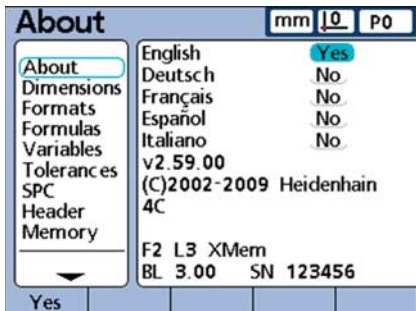 About
mm 10 P0
About
Dimensions
Formats
Formulas
Variables
Tolerances
SPC
Header
Memory
English Yes
Deutsch No
Français No
Español No
Italiano No
v2.59.00
(C)2002-2009 Heidenhain
4C
F2 L3 XMem
BL 3.00 SN 123456
Yes